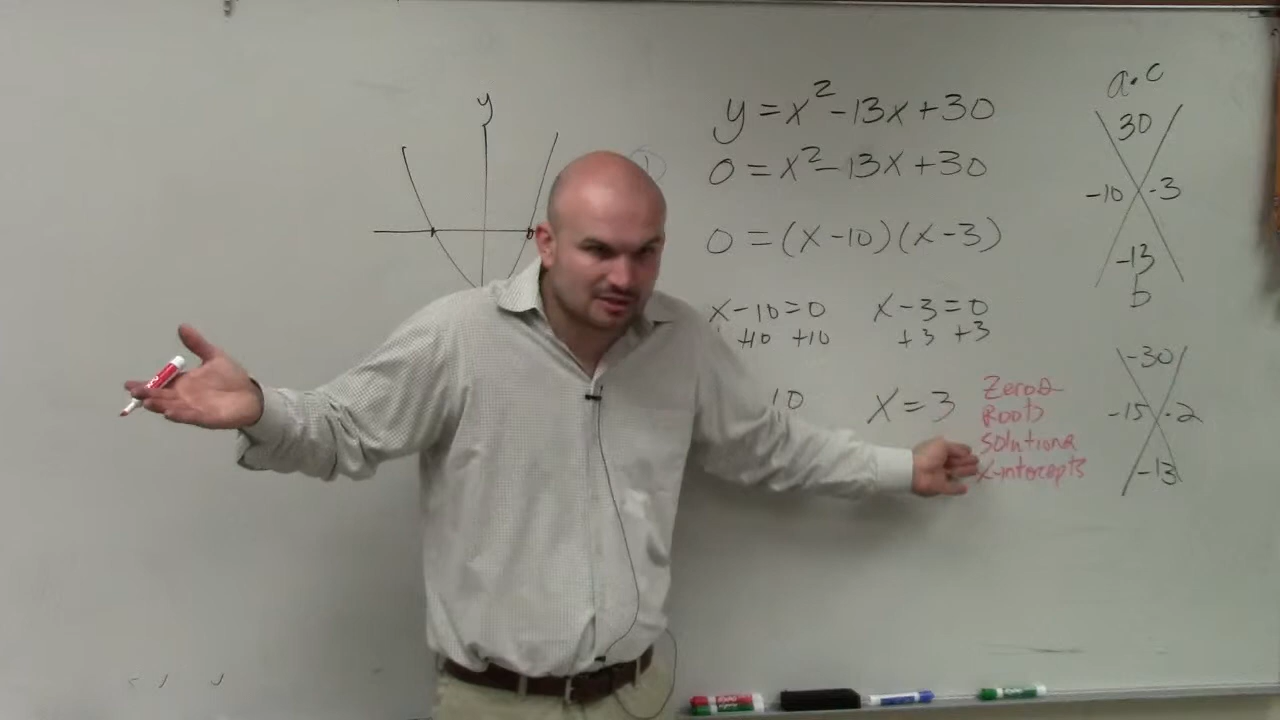 y
y = x² - 13x + 30
0 = x² - 13x + 30
0 = (x - 10)(x - 3)
x - 10 = 0
+10 +10
10
x - 3 = 0
+3 +3
x = 3
Zeros
Roots
Solutions
X-intercepts
a·c
30
-10 -3
-13
b
-30
-15 -2
-13